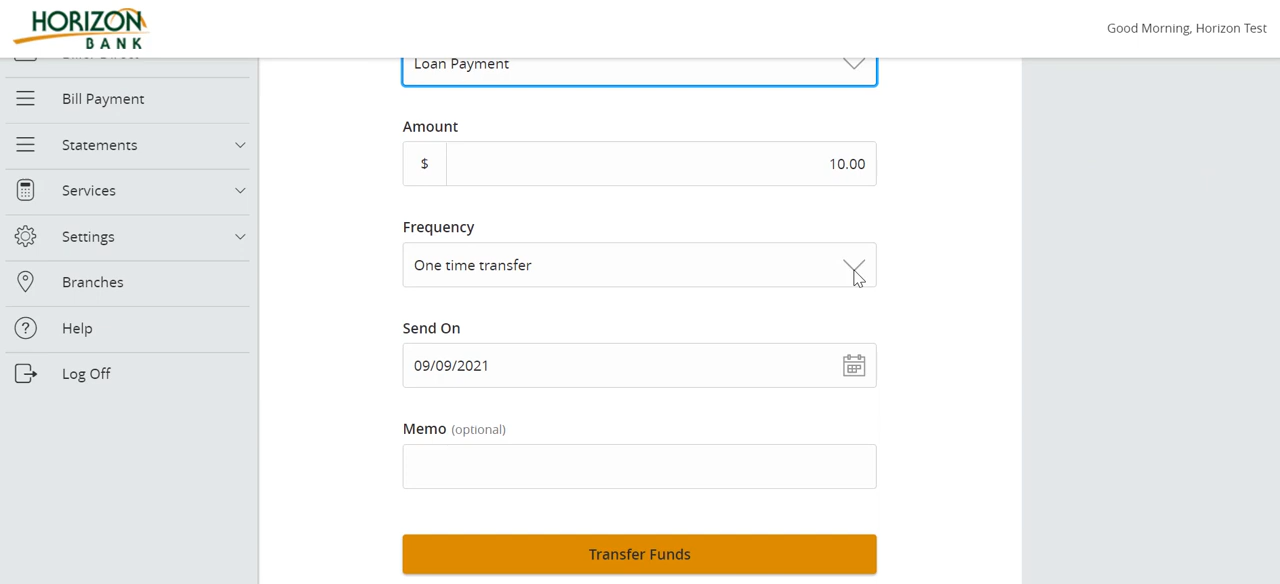 HORIZON
BANK
Good Morning, Horizon Test
Bill Payment
Statements
Services
Settings
Branches
? Help
Log Off
Loan Payment
Amount
$ 10.00
Frequency
One time transfer
Send On
09/09/2021
Memo (optional)
Transfer Funds